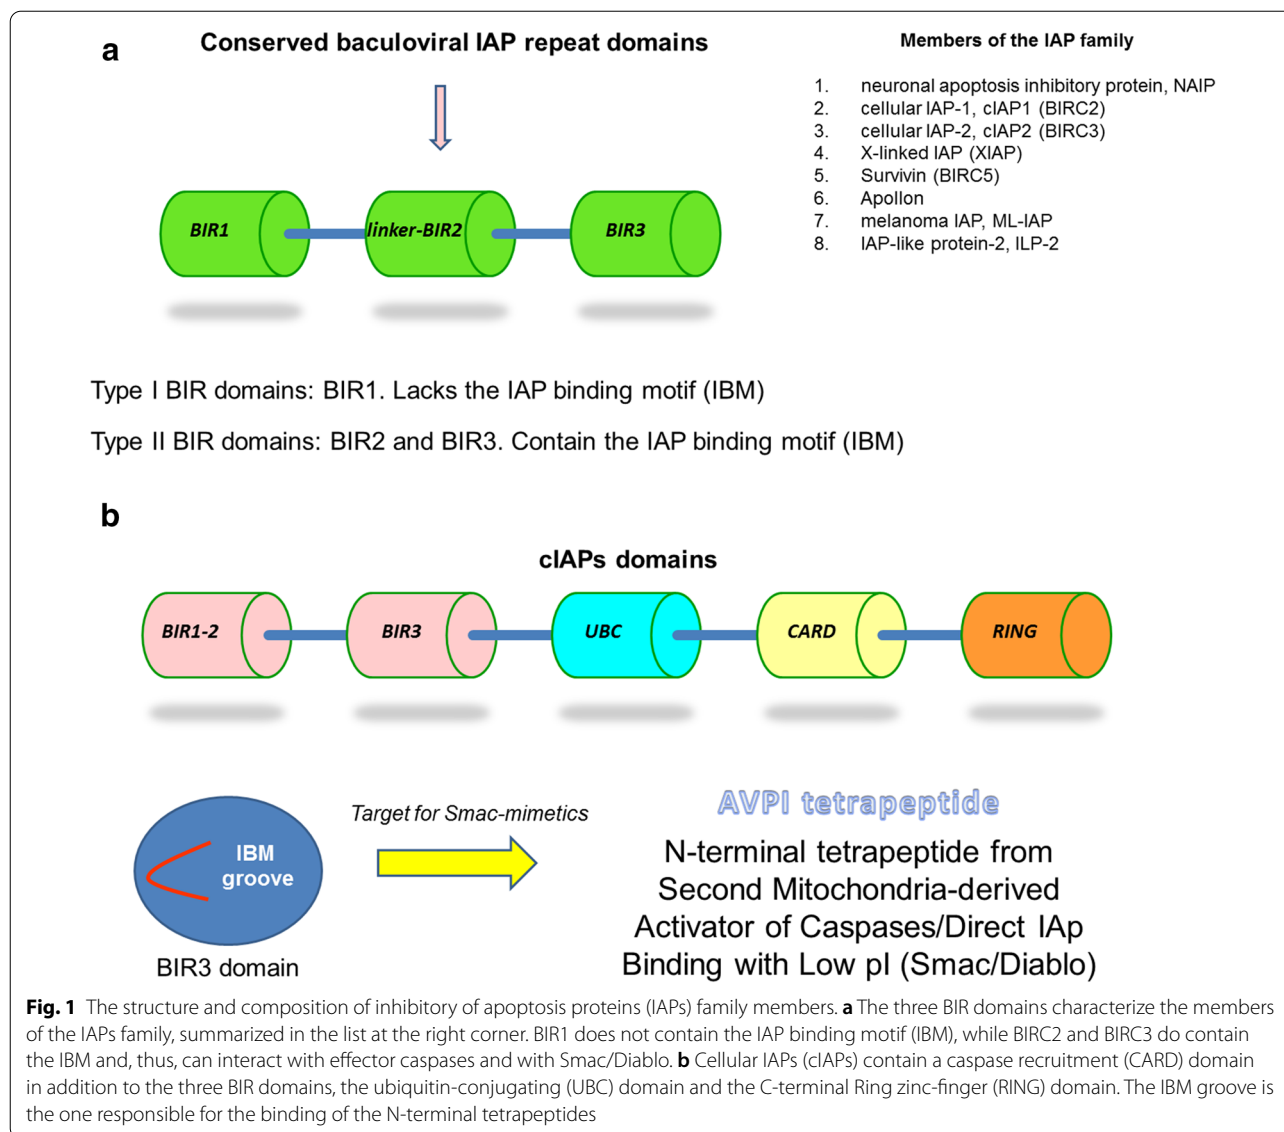 a
Conserved baculoviral IAP repeat domains
Members of the IAP family
1. neuronal apoptosis inhibitory protein, NAIP
2. cellular IAP-1, cIAP1 (BIRC2)
3. cellular IAP-2, cIAP2 (BIRC3)
4. X-linked IAP (XIAP)
5. Survivin (BIRC5)
6. Apollon
7. melanoma IAP, ML-IAP
8. IAP-like protein-2, ILP-2
BIR1
linker-BIR2
BIR3
Type I BIR domains: BIR1. Lacks the IAP binding motif (IBM)
Type II BIR domains: BIR2 and BIR3. Contain the IAP binding motif (IBM)
b
cIAPs domains
BIR1-2
BIR3
UBC
CARD
RING
IBM
groove
BIR3 domain
Target for Smac-mimetics
AVPI tetrapeptide
N-terminal tetrapeptide from
Second Mitochondria-derived
Activator of Caspases/Direct IAp
Binding with Low pI (Smac/Diablo)
Fig. 1 The structure and composition of inhibitory of apoptosis proteins (IAPs) family members. a The three BIR domains characterize the members
of the IAPs family, summarized in the list at the right corner. BIR1 does not contain the IAP binding motif (IBM), while BIRC2 and BIRC3 do contain
the IBM and, thus, can interact with effector caspases and with Smac/Diablo. b Cellular IAPs (cIAPs) contain a caspase recruitment (CARD) domain
in addition to the three BIR domains, the ubiquitin-conjugating (UBC) domain and the C-terminal Ring zinc-finger (RING) domain. The IBM groove is
the one responsible for the binding of the N-terminal tetrapeptides